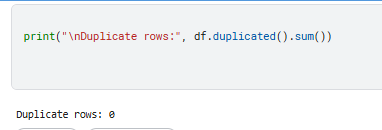 print("\nDuplicate rows:", df.duplicated().sum())
Duplicate rows: 0